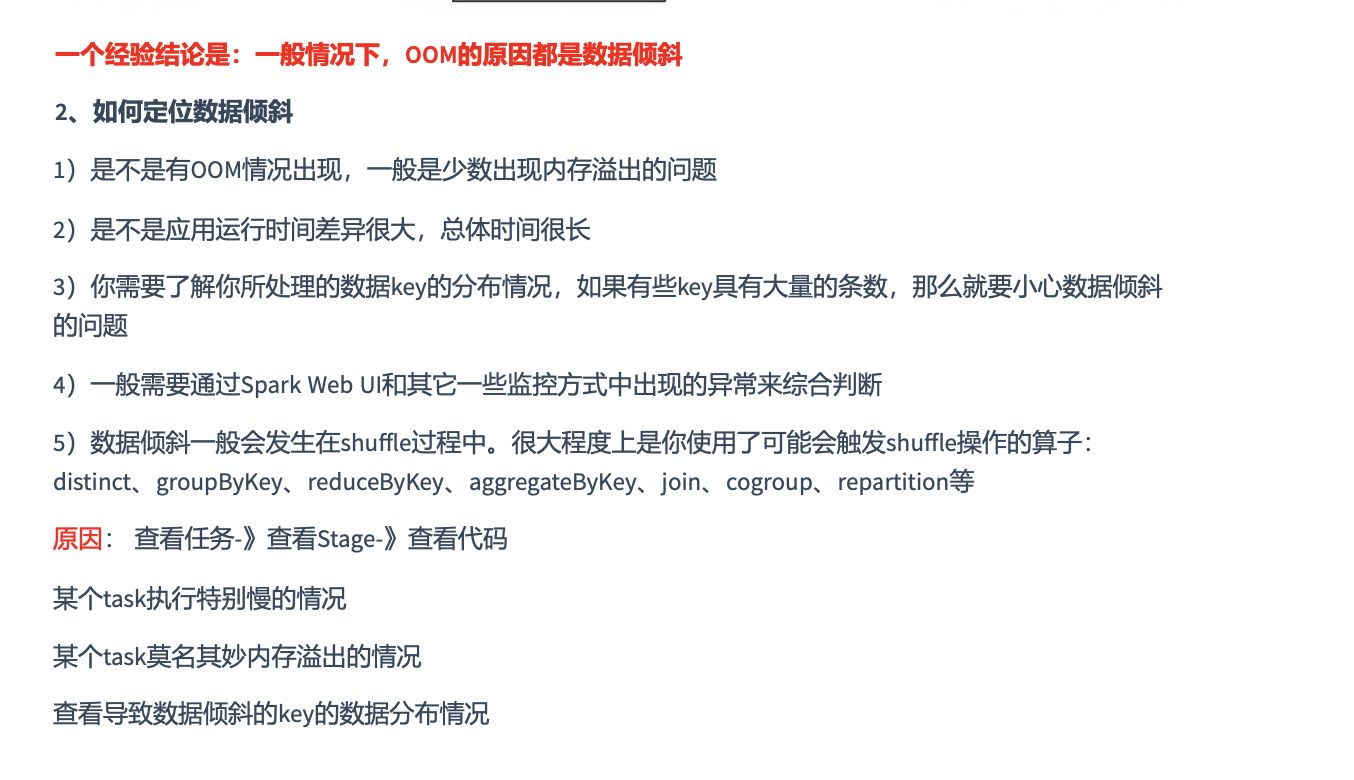 一个经验结论是：一般情况下，OOM的原因都是数据倾斜
2、如何定位数据倾斜
1）是不是有OOM情况出现，一般是少数出现内存溢出的问题
2）是不是应用运行时间差异很大，总体时间很长
3）你需要了解你所处理的数据key的分布情况，如果有些key具有大量的条数，那么就要小心数据倾斜
的问题
4）一般需要通过Spark Web UI和其它一些监控方式中出现的异常来综合判断
5）数据倾斜一般会发生在shuffle过程中。很大程度上是你使用了可能会触发shuffle操作的算子：
distinct、groupByKey、reduceByKey、aggregateByKey、join、cogroup、repartition等
原因： 查看任务-》查看Stage-》查看代码
某个task执行特别慢的情况
某个task莫名其妙内存溢出的情况
查看导致数据倾斜的key的数据分布情况